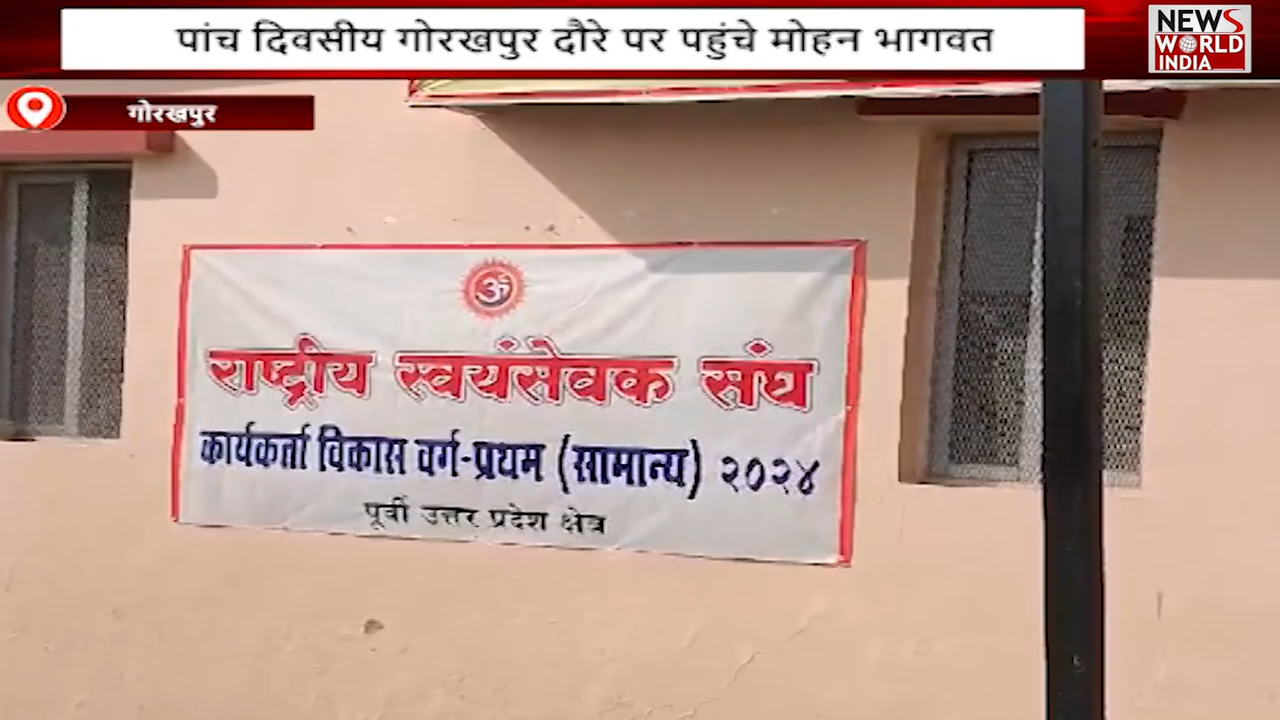 पांच दिवसीय गोरखपुर दौरे पर पहुंचे मोहन भागवत
NEWS
WORLD
INDIA
गोरखपुर
ॐ
राष्ट्रीय स्वयंसेवक संघ
कार्यकर्ता विकास वर्ग-प्रथम (सामान्य) २०२४
पूर्वी उत्तर प्रदेश क्षेत्र